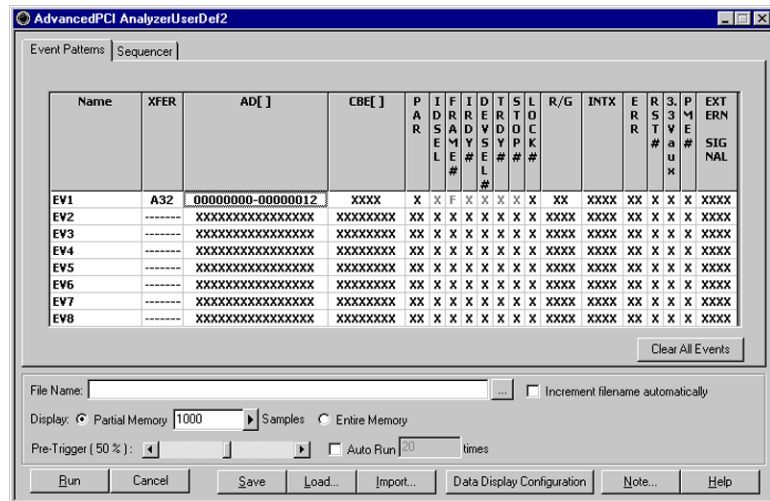 AdvancedPCI AnalyzerUserDef2
Event Patterns Sequencer
Name XFER AD[ ] CBE[ ] PAR IDSEL FRAME# IRDY# DEVSEL# TRDY# STOP# LOCK# R/G INTX ERR RST# 3.3Vaux PME# EXTERN SIGNAL
EV1 A32 00000000-00000012 XXXX X X F X X X X X XX XXXX XX X X X XXXX
EV2 ------- XXXXXXXXXXXXXXXX XXXXXXXX XX X X X X X X X XXXX XXXX XX X X X XXXX
EV3 ------- XXXXXXXXXXXXXXXX XXXXXXXX XX X X X X X X X XXXX XXXX XX X X X XXXX
EV4 ------- XXXXXXXXXXXXXXXX XXXXXXXX XX X X X X X X X XXXX XXXX XX X X X XXXX
EV5 ------- XXXXXXXXXXXXXXXX XXXXXXXX XX X X X X X X X XXXX XXXX XX X X X XXXX
EV6 ------- XXXXXXXXXXXXXXXX XXXXXXXX XX X X X X X X X XXXX XXXX XX X X X XXXX
EV7 ------- XXXXXXXXXXXXXXXX XXXXXXXX XX X X X X X X X XXXX XXXX XX X X X XXXX
EV8 ------- XXXXXXXXXXXXXXXX XXXXXXXX XX X X X X X X X XXXX XXXX XX X X X XXXX
Clear All Events
File Name: ... Increment filename automatically
Display: Partial Memory 1000 Samples Entire Memory
Pre-Trigger ( 50 % ) : Auto Run 20 times
Run Cancel Save Load... Import... Data Display Configuration Note... Help